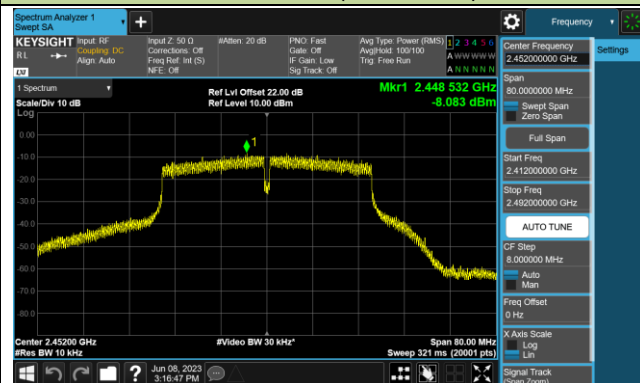 Spectrum Analyzer 1
Swept SA
Frequency
KEYSIGHT
RL
LXI
Input: RF
Coupling: DC
Align: Auto
Input Z: 50 Ω
Corrections: Off
Freq Ref: Int (S)
NFE: Off
#Atten: 20 dB
PNO: Fast
Gate: Off
IF Gain: Low
Sig Track: Off
Avg Type: Power (RMS)
Avg|Hold: 100/100
Trig: Free Run
1 2 3 4 5 6
A W W W W W
A N N N N N
1 Spectrum
Scale/Div 10 dB
Log
Ref Lvl Offset 22.00 dB
Ref Level 10.00 dBm
Mkr1 2.448 532 GHz
-8.083 dBm
0.00
-10.0
-20.0
-30.0
-40.0
-50.0
-60.0
-70.0
-80.0
1
Center 2.45200 GHz
#Res BW 10 kHz
#Video BW 30 kHz*
Span 80.00 MHz
Sweep 321 ms (20001 pts)
Jun 08, 2023
3:16:47 PM
Center Frequency
2.452000000 GHz
Settings
Span
80.0000000 MHz
Swept Span
Zero Span
Full Span
Start Freq
2.412000000 GHz
Stop Freq
2.492000000 GHz
AUTO TUNE
CF Step
8.000000 MHz
Auto
Man
Freq Offset
0 Hz
X Axis Scale
Log
Lin
Signal Track
(Span Zoom)